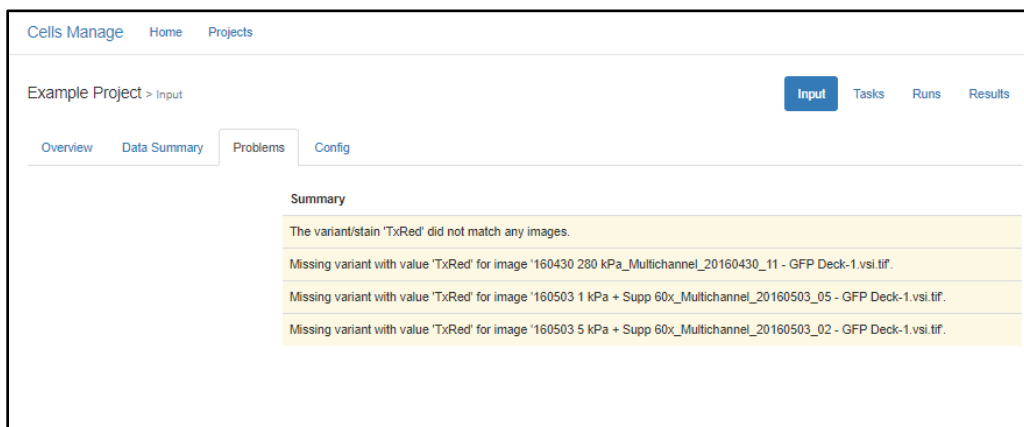 Cells Manage Home Projects
Example Project > Input Input Tasks Runs Results
Overview Data Summary Problems Config
Summary
The variant/stain 'TxRed' did not match any images.
Missing variant with value 'TxRed' for image '160430 280 kPa_Multichannel_20160430_11 - GFP Deck-1.vsi.tif'.
Missing variant with value 'TxRed' for image '160503 1 kPa + Supp 60x_Multichannel_20160503_05 - GFP Deck-1.vsi.tif'.
Missing variant with value 'TxRed' for image '160503 5 kPa + Supp 60x_Multichannel_20160503_02 - GFP Deck-1.vsi.tif'.